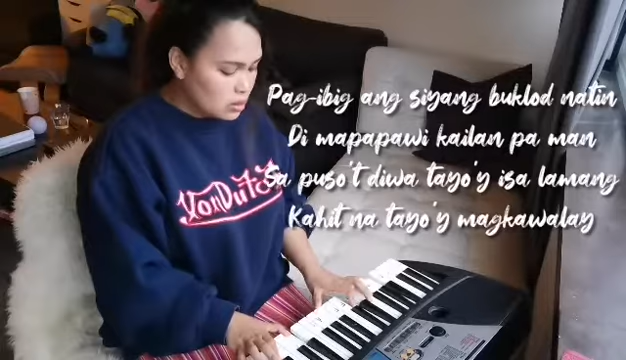 Pag-ibig ang siyang buklod natin
Di mapapawi kailan pa man
Sa puso't diwa tayo'y isa lamang
Kahit na tayo'y magkawalay
VonDutch